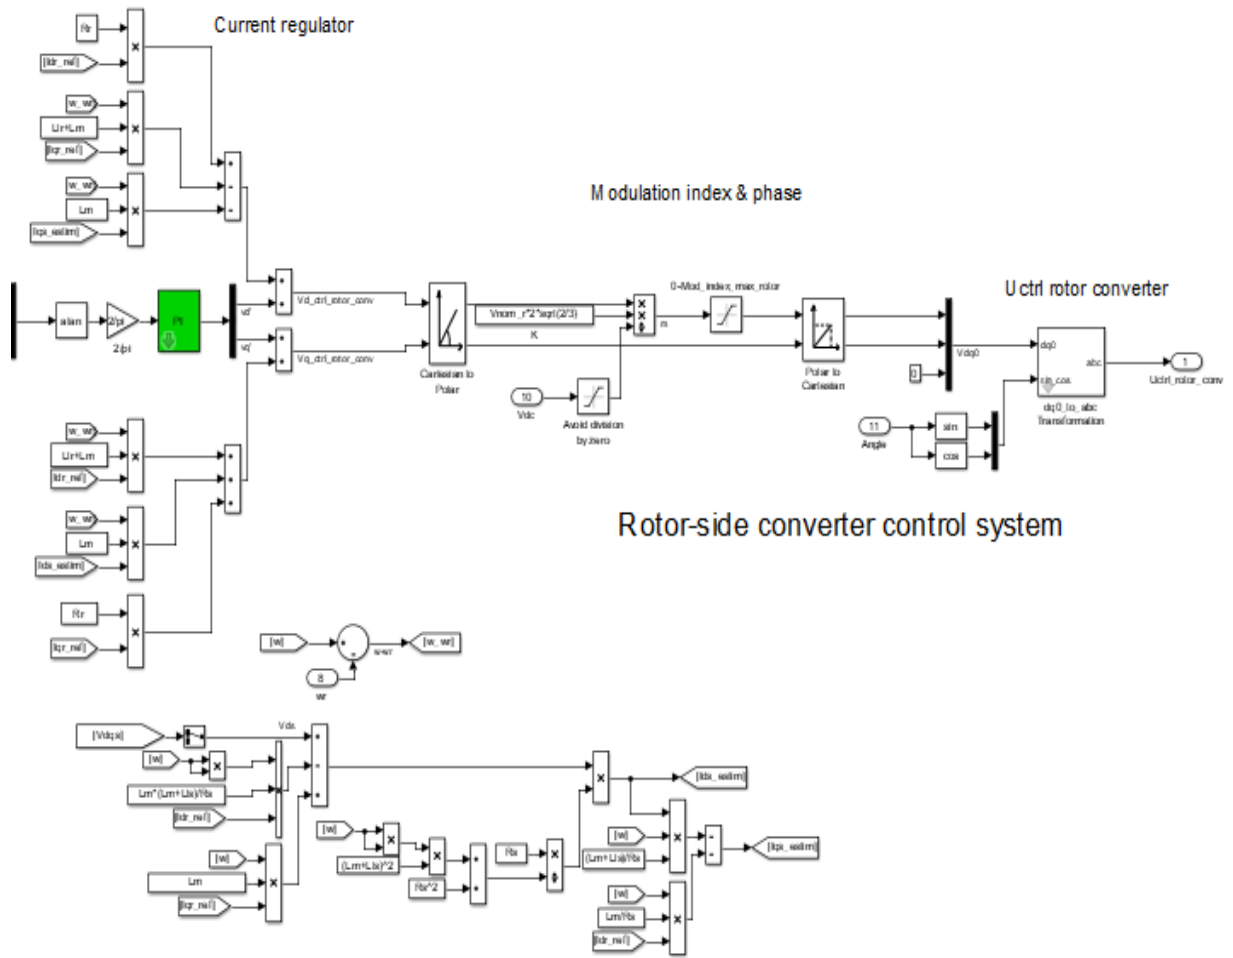 Current regulator
Rr
[Idr_ref]
w_wr
Llr+Lm
[Iqr_ref]
w_wr
Lm
[Iqs_estim]
Modulation index & phase
atan
2/pi
2/pi
PI
vd'
vq'
Vd_ctrl_rotor_conv
Vq_ctrl_rotor_conv
Cartesian to
Polar
Vnom_r*2*sqrt(2/3)
K
m
0-Mod_index_max_rotor
10
Vdc
Avoid division
by zero
Polar to
Cartesian
0
Vdq0
Uctrl rotor converter
dq0
sin_cos
abc
dq0_to_abc
Transformation
1
Uctrl_rotor_conv
11
Angle
sin
cos
w_wr
Llr+Lm
[Idr_ref]
w_wr
Lm
[Ids_estim]
Rr
[Iqr_ref]
Rotor-side converter control system
[w]
8
wr
w-wr
[w_wr]
[Vdqs]
Vds
[w]
Lm*(Lm+Lls)/Rs
[Idr_ref]
[w]
Lm
[Iqr_ref]
[w]
(Lm+Lls)^2
Rs^2
Rs
[Ids_estim]
[w]
(Lm+Lls)/Rs
[Iqs_estim]
[w]
Lm/Rs
[Idr_ref]